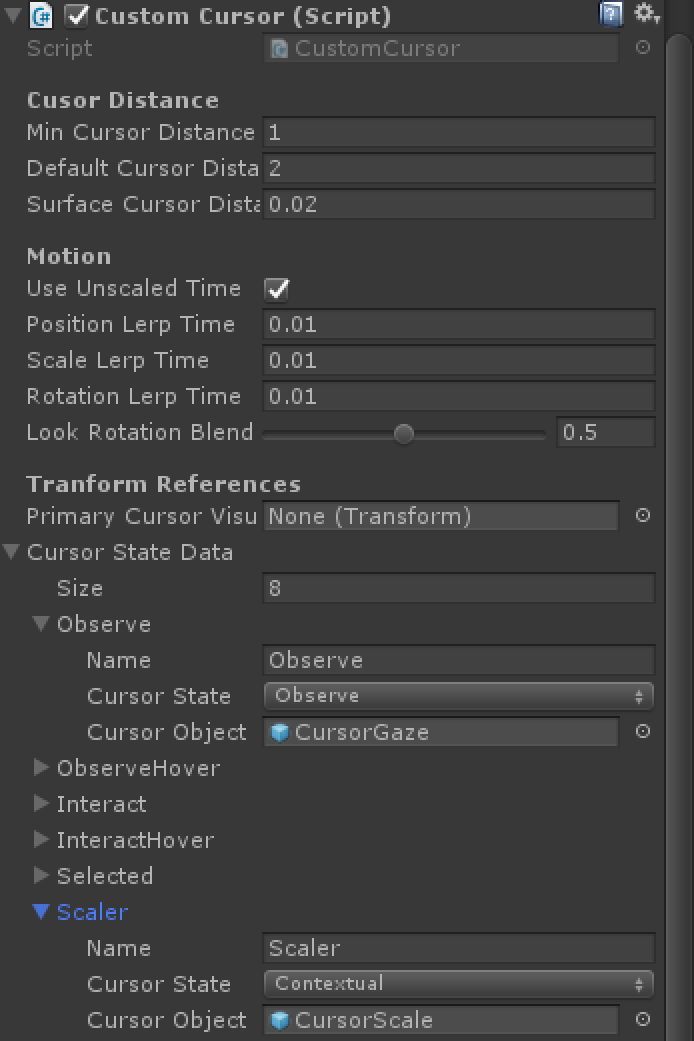 Custom Cursor (Script)
Script CustomCursor
Cusor Distance
Min Cursor Distance 1
Default Cursor Dista 2
Surface Cursor Dista 0.02
Motion
Use Unscaled Time
Position Lerp Time 0.01
Scale Lerp Time 0.01
Rotation Lerp Time 0.01
Look Rotation Blend 0.5
Tranform References
Primary Cursor Visu None (Transform)
Cursor State Data
Size 8
Observe
Name Observe
Cursor State Observe
Cursor Object CursorGaze
ObserveHover
Interact
InteractHover
Selected
Scaler
Name Scaler
Cursor State Contextual
Cursor Object CursorScale